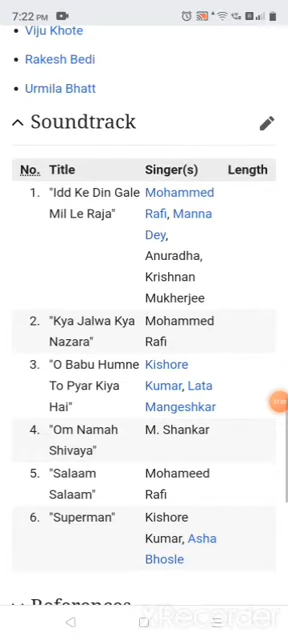 7:22 PM
Viju Khote
Rakesh Bedi
Urmila Bhatt
Soundtrack
No. Title Singer(s) Length
1. "Idd Ke Din Gale Mohammed
Mil Le Raja" Rafi, Manna
Dey,
Anuradha,
Krishnan
Mukherjee
2. "Kya Jalwa Kya Mohammed
Nazara" Rafi
3. "O Babu Humne Kishore
To Pyar Kiya Kumar, Lata
Hai" Mangeshkar
4. "Om Namah M. Shankar
Shivaya"
5. "Salaam Mohameed
Salaam" Rafi
6. "Superman" Kishore
Kumar, Asha
Bhosle
References
XRecorder